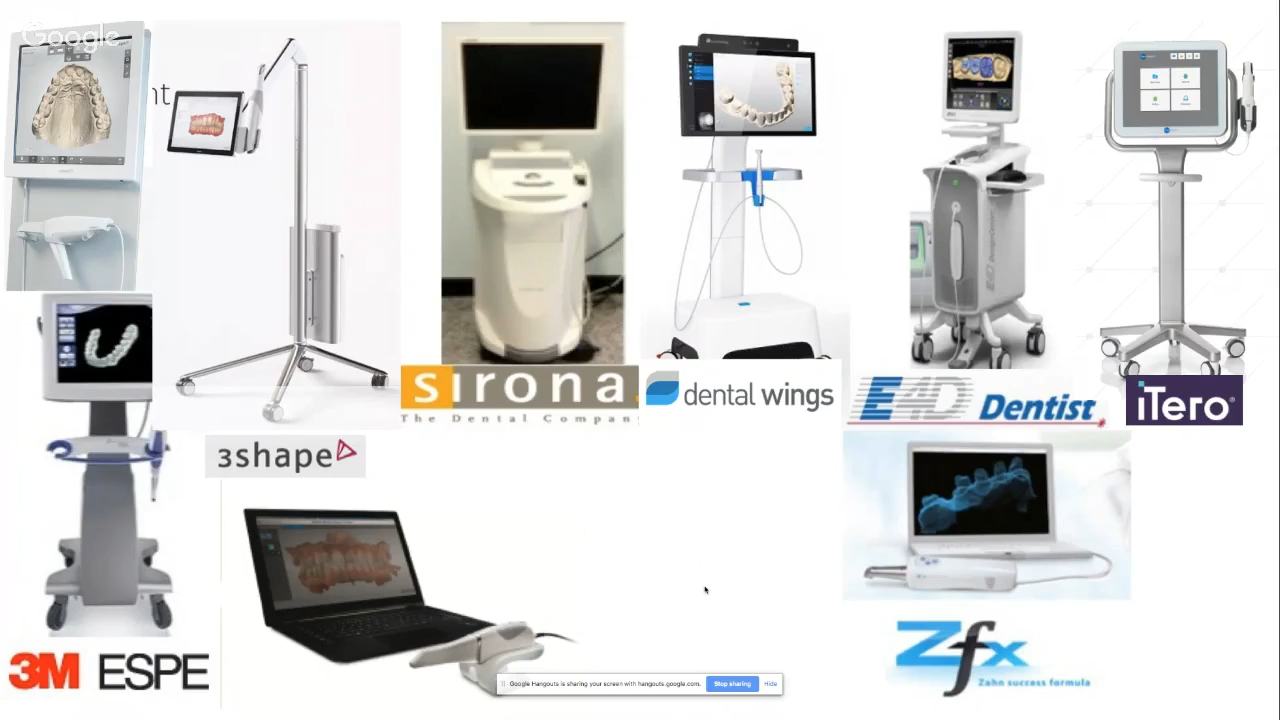 Google
nt
sirona.
The Dental Compan
dental wings
E4D Dentist
iTero
3shape
3M ESPE
Zfx
Zahn success formula
Google Hangouts is sharing your screen with hangouts.google.com.
Stop sharing
Hide